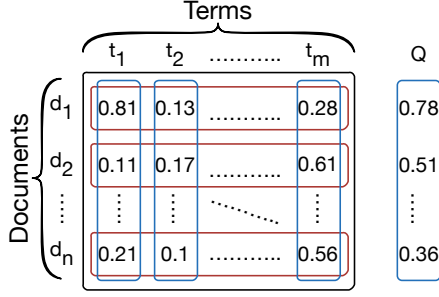 Terms
t1 t2 ........... tm Q
Documents
d1 0.81 0.13 ........... 0.28 0.78
d2 0.11 0.17 ........... 0.61 0.51
dn 0.21 0.1 ........... 0.56 0.36